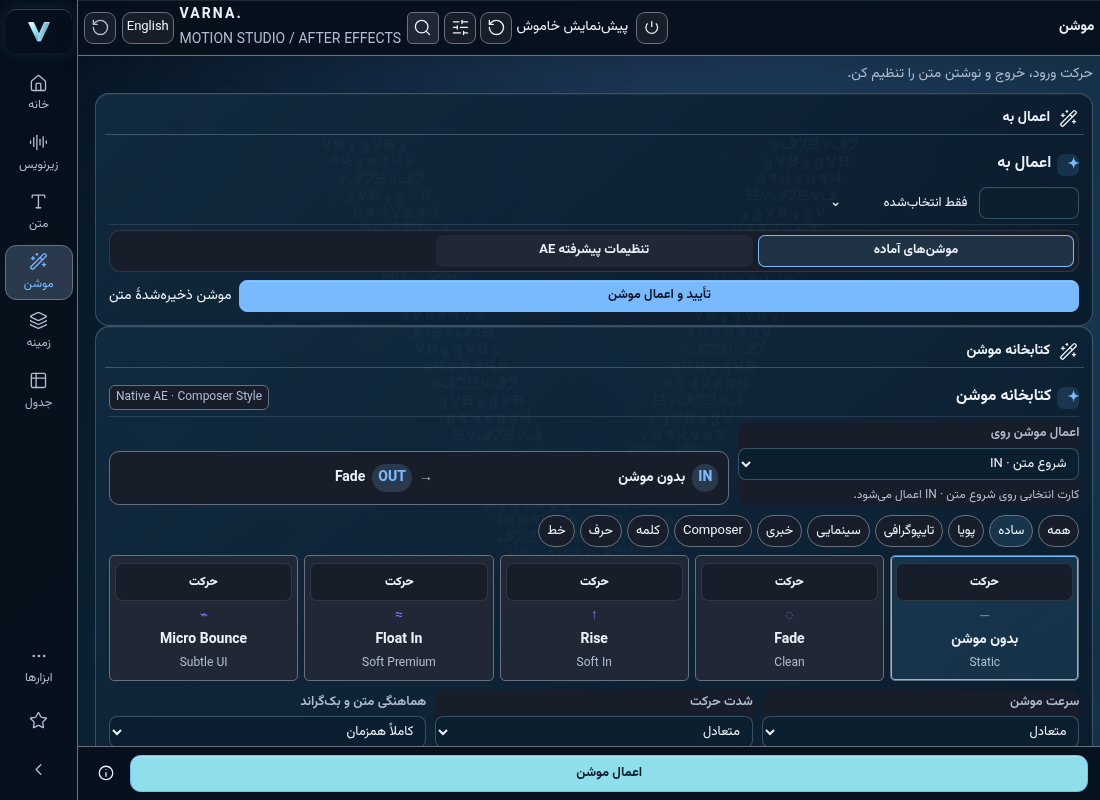 VARNA.
MOTION STUDIO / AFTER EFFECTS
English
پیش‌نمایش خاموش
موشن
خانه
زیرنویس
متن
موشن
زمینه
جدول
ابزارها
حرکت ورود، خروج و نوشتن متن را تنظیم کن.
اعمال به
اعمال به
فقط انتخاب‌شده
موشن‌های آماده
تنظیمات پیشرفته AE
تأیید و اعمال موشن
موشن ذخیره‌شدهٔ متن
کتابخانه موشن
کتابخانه موشن
Native AE · Composer Style
اعمال موشن روی
شروع متن · IN
کارت انتخابی روی شروع متن · IN اعمال می‌شود.
IN بدون موشن → OUT Fade
همه
ساده
پویا
تایپوگرافی
سینمایی
خبری
Composer
کلمه
حرف
خط
حرکت
بدون موشن
Static
حرکت
Fade
Clean
حرکت
Rise
Soft In
حرکت
Float In
Soft Premium
حرکت
Micro Bounce
Subtle UI
سرعت موشن
متعادل
شدت حرکت
متعادل
هماهنگی متن و بک‌گراند
کاملاً همزمان
اعمال موشن